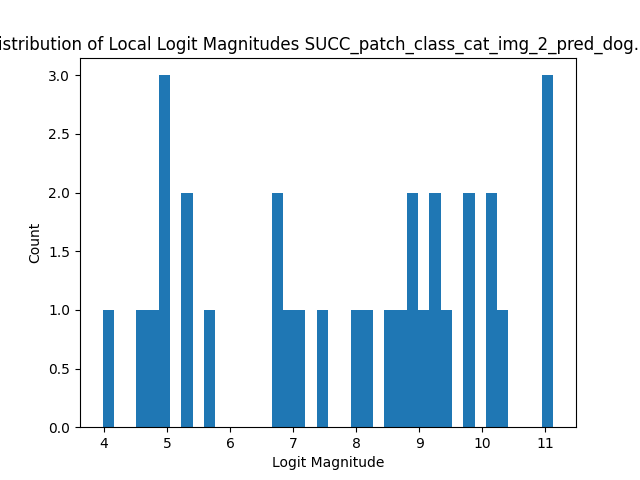 istribution of Local Logit Magnitudes SUCC_patch_class_cat_img_2_pred_dog.
3.0
2.5
2.0
1.5
1.0
0.5
0.0
Count
4 5 6 7 8 9 10 11
Logit Magnitude